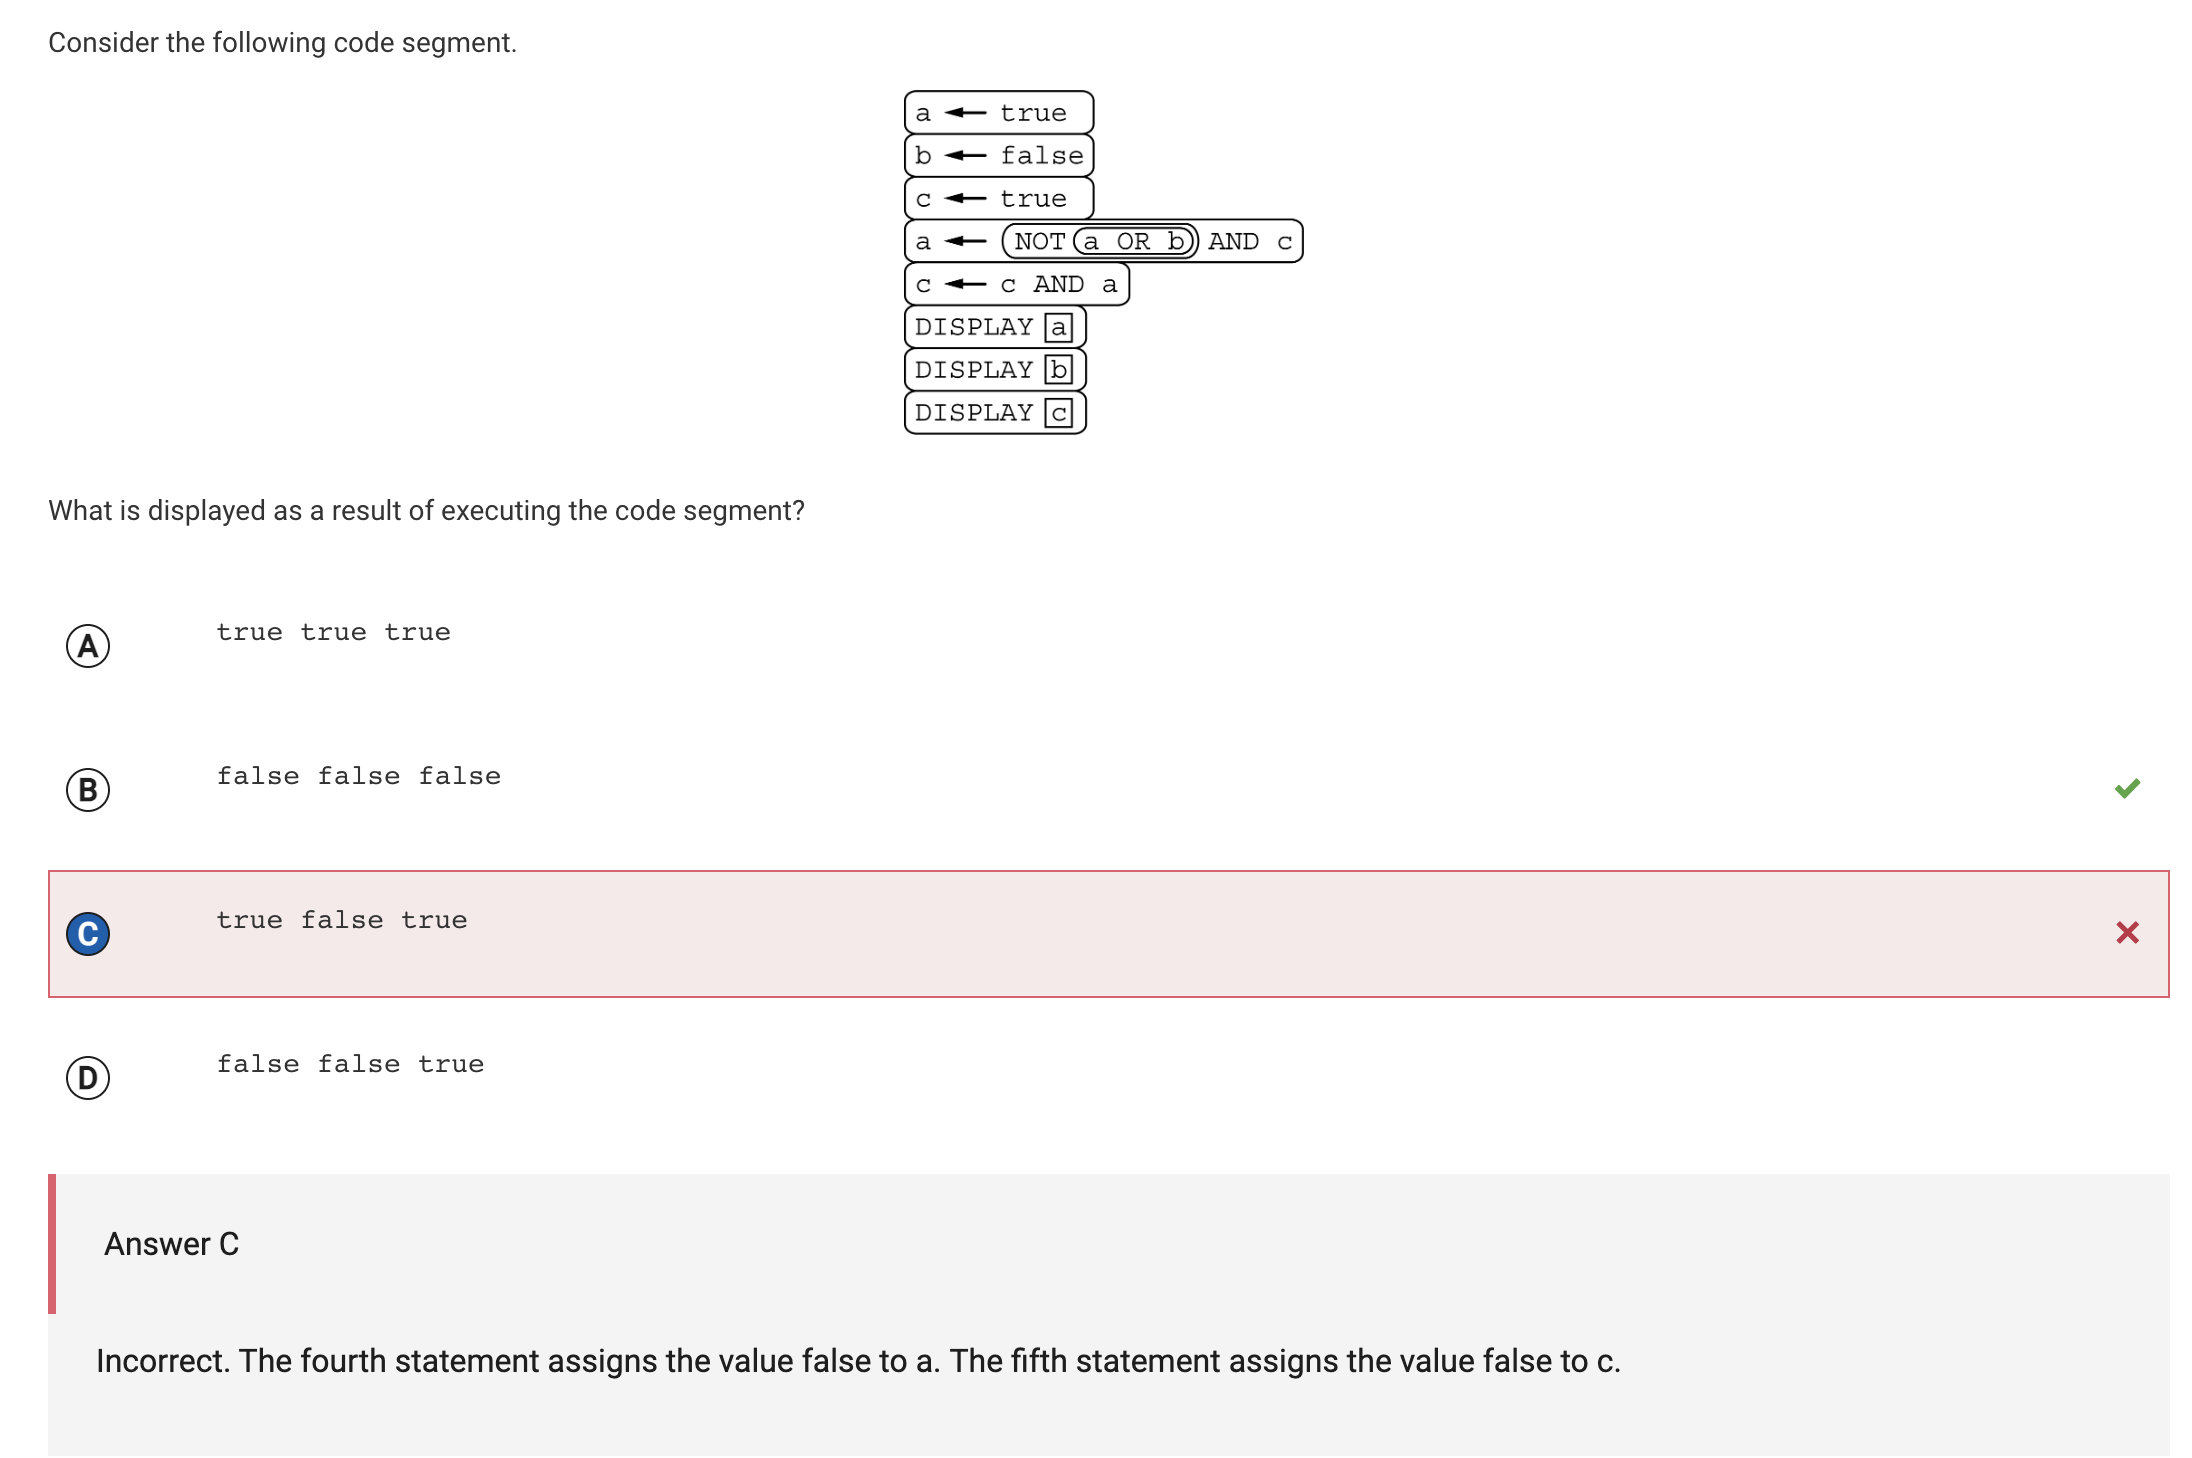 Consider the following code segment.
a ← true
b ← false
c ← true
a ← NOT a OR b AND c
c ← c AND a
DISPLAY a
DISPLAY b
DISPLAY c
What is displayed as a result of executing the code segment?
A true true true
B false false false
C true false true
D false false true
Answer C
Incorrect. The fourth statement assigns the value false to a. The fifth statement assigns the value false to c.